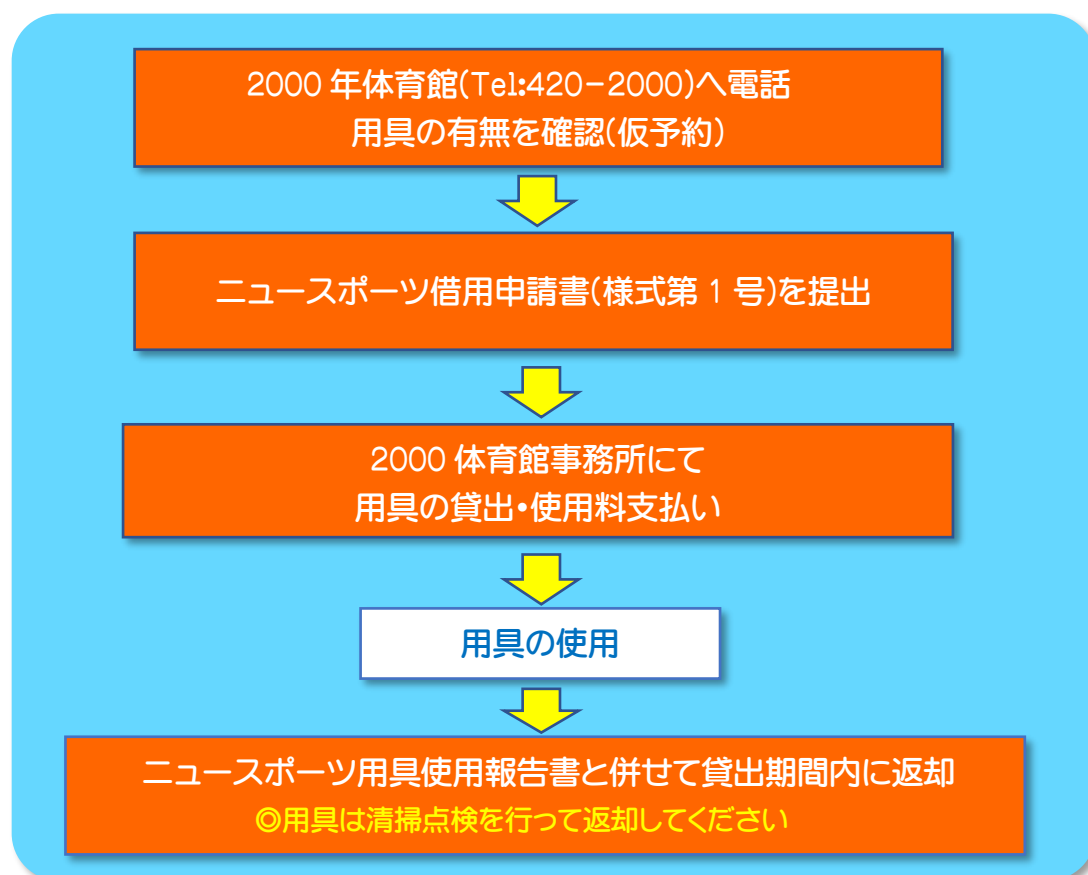 2000 年体育館(Tel:420-2000)へ電話
用具の有無を確認(仮予約)
ニュースポーツ借用申請書(様式第 1 号)を提出
2000 体育館事務所にて
用具の貸出・使用料支払い
用具の使用
ニュースポーツ用具使用報告書と併せて貸出期間内に返却
◎用具は清掃点検を行って返却してください